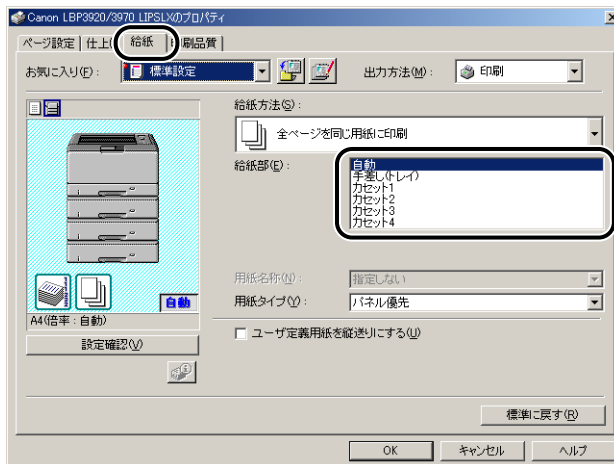 Canon LBP3920/3970 LIPSLXのプロパティ
ページ設定 仕上( 給紙 印刷品質
お気に入り(F): 標準設定 出力方法(M): 印刷
給紙方法(S):
全ページを同じ用紙に印刷
給紙部(E):
自動
手差し(トレイ)
カセット1
カセット2
カセット3
カセット4
自動
用紙名称(N): 指定しない
A4(倍率:自動)
用紙タイプ(Y): パネル優先
設定確認(V)
ユーザ定義用紙を縦送りにする(U)
標準に戻す(R)
OK キャンセル ヘルプ